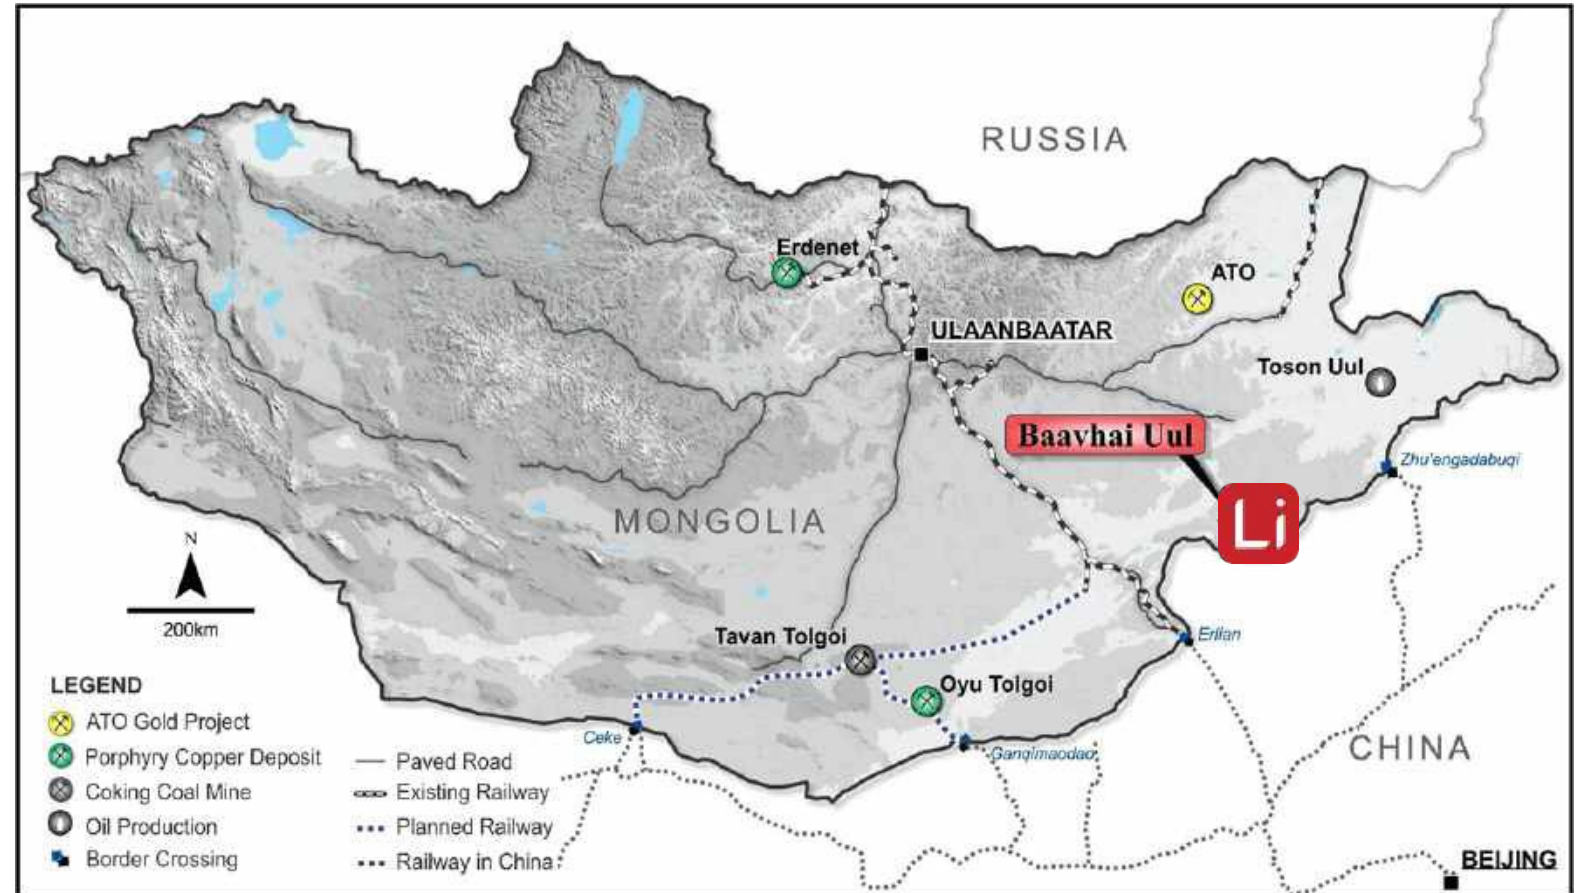 RUSSIA
Erdenet
ATO
ULAANBAATAR
Toson Uul
Baavhai Uul
Zhu'engadabuqi
Li
MONGOLIA
N
200km
Tavan Tolgoi
Erlian
Oyu Tolgoi
Ceke
Ganqimaodao
CHINA
BEIJING
LEGEND
ATO Gold Project
Porphyry Copper Deposit
Coking Coal Mine
Oil Production
Border Crossing
Paved Road
Existing Railway
Planned Railway
Railway in China